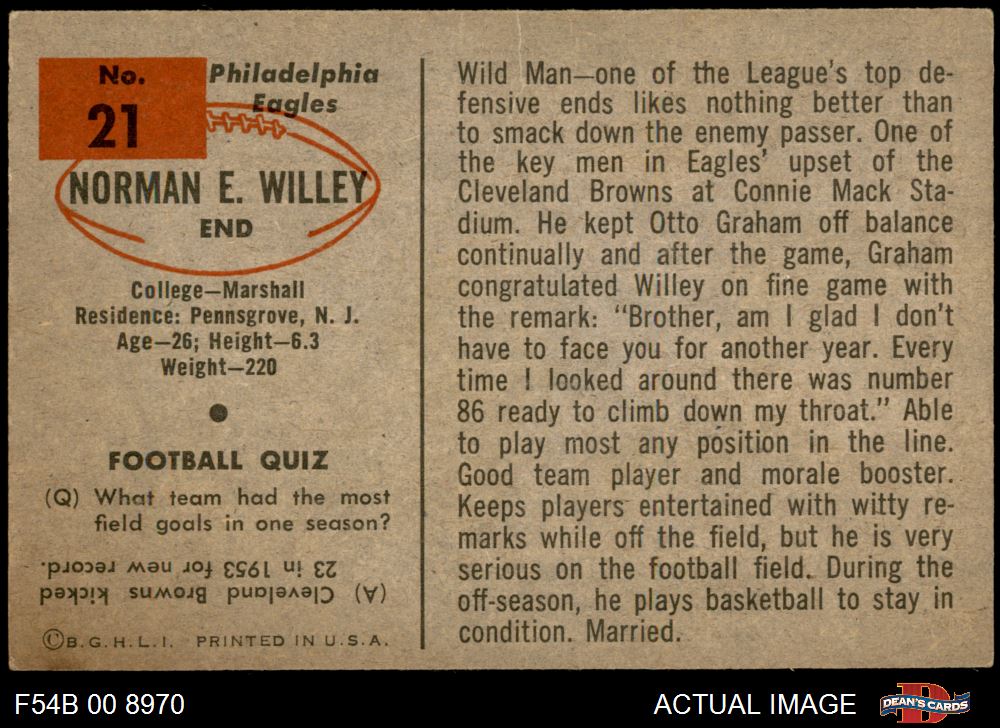 No.
21
Philadelphia
Eagles
NORMAN E. WILLEY
END
College—Marshall
Residence: Pennsgrove, N. J.
Age—26; Height—6.3
Weight—220
FOOTBALL QUIZ
(Q) What team had the most
field goals in one season?
(A) Cleveland Browns kicked
23 in 1953 for new record.
©B.G.H.L.I. PRINTED IN U.S.A.
Wild Man—one of the League's top de-
fensive ends likes nothing better than
to smack down the enemy passer. One of
the key men in Eagles' upset of the
Cleveland Browns at Connie Mack Sta-
dium. He kept Otto Graham off balance
continually and after the game, Graham
congratulated Willey on fine game with
the remark: "Brother, am I glad I don't
have to face you for another year. Every
time I looked around there was number
86 ready to climb down my throat." Able
to play most any position in the line.
Good team player and morale booster.
Keeps players entertained with witty re-
marks while off the field, but he is very
serious on the football field. During the
off-season, he plays basketball to stay in
condition. Married.
F54B 00 8970
ACTUAL IMAGE
D
DEAN'S CARDS